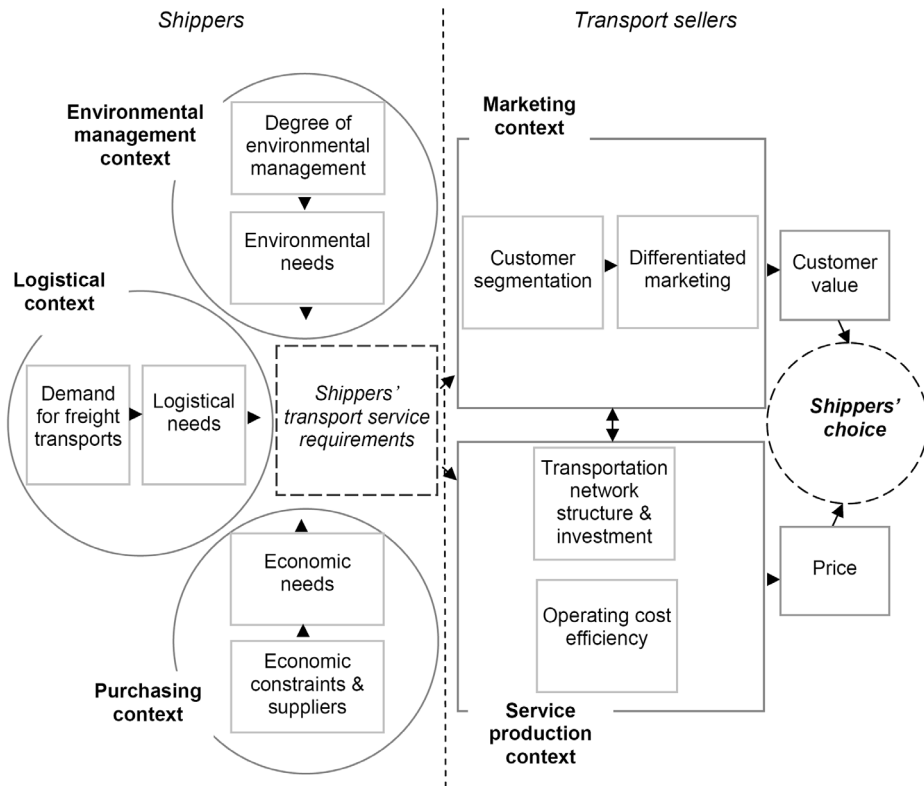 Shippers
Transport sellers
Environmental
management
context
Degree of
environmental
management
Environmental
needs
Logistical
context
Demand
for freight
transports
Logistical
needs
Shippers’
transport service
requirements
Economic
needs
Economic
constraints &
suppliers
Purchasing
context
Marketing
context
Customer
segmentation
Differentiated
marketing
Customer
value
Shippers’
choice
Transportation
network
structure &
investment
Operating cost
efficiency
Price
Service
production
context